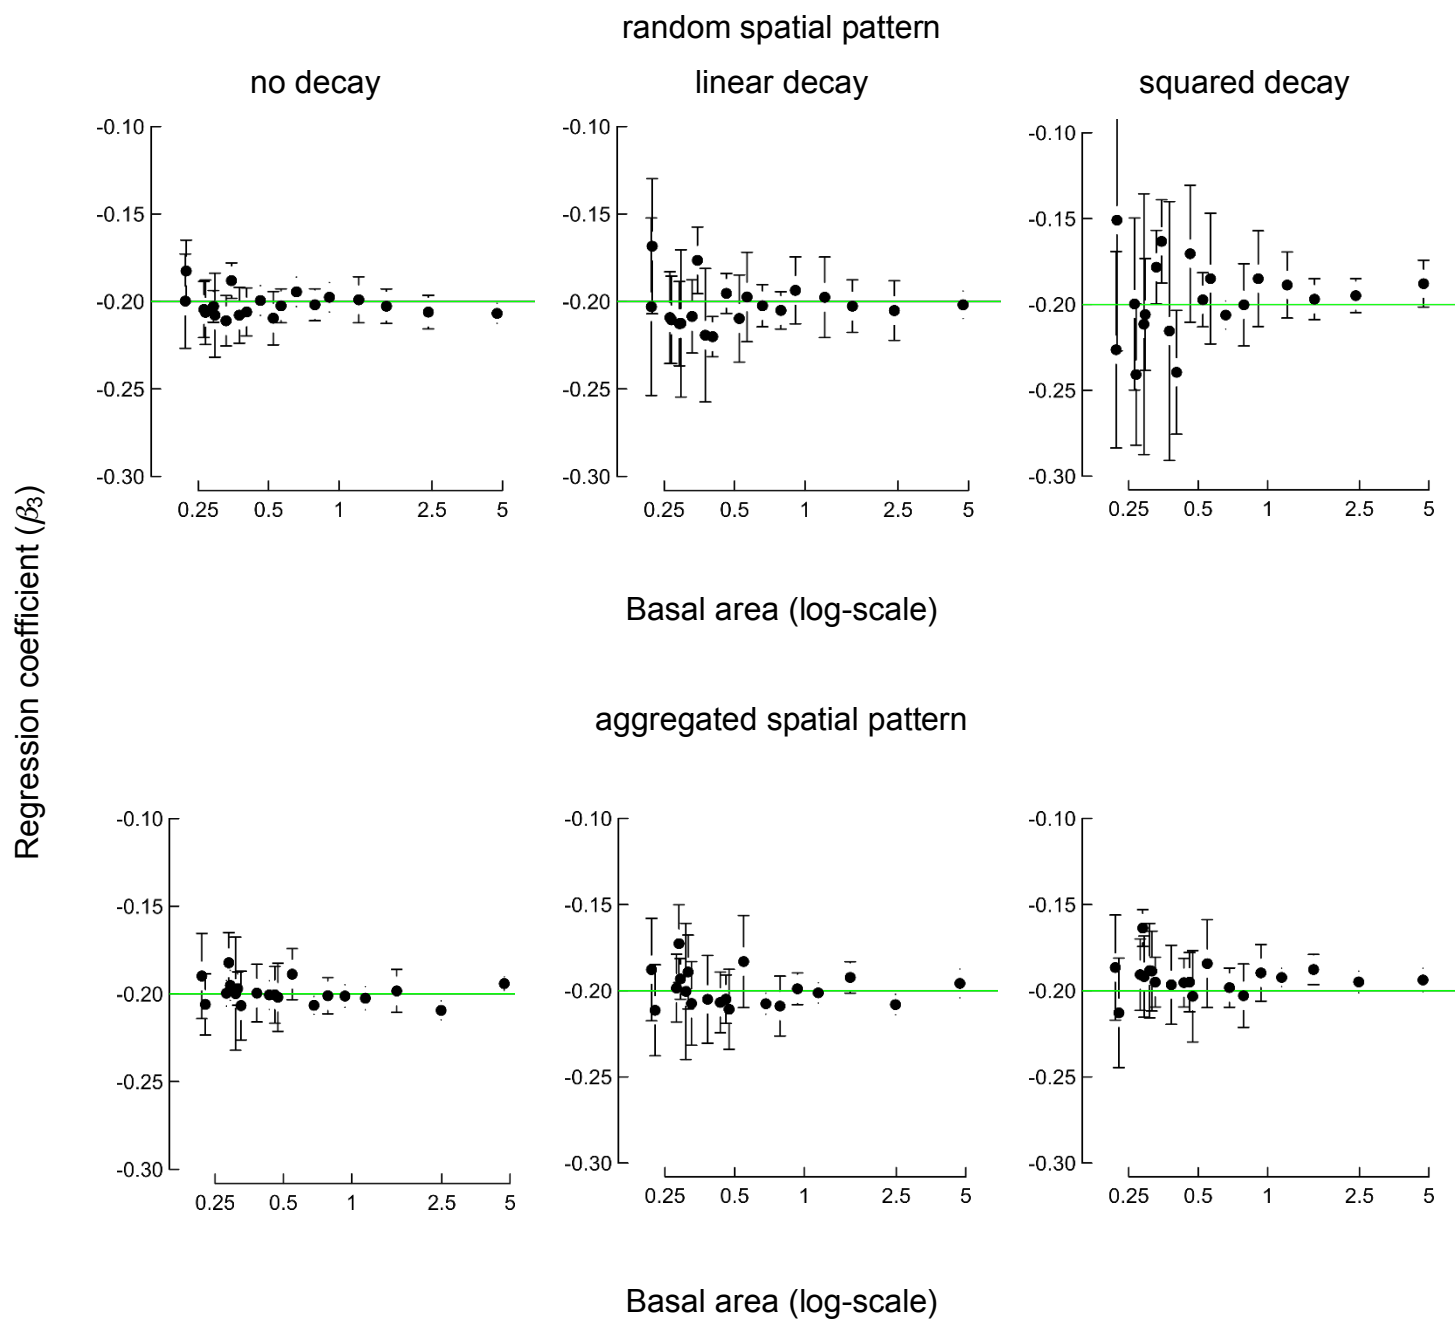 random spatial pattern
no decay linear decay squared decay
-0.10 -0.10 -0.10
-0.15 -0.15 -0.15
-0.20 -0.20 -0.20
-0.25 -0.25 -0.25
-0.30 -0.30 -0.30
0.25 0.5 1 2.5 5 0.25 0.5 1 2.5 5 0.25 0.5 1 2.5 5
Regression coefficient (β₃)
Basal area (log-scale)
aggregated spatial pattern
-0.10 -0.10 -0.10
-0.15 -0.15 -0.15
-0.20 -0.20 -0.20
-0.25 -0.25 -0.25
-0.30 -0.30 -0.30
0.25 0.5 1 2.5 5 0.25 0.5 1 2.5 5 0.25 0.5 1 2.5 5
Basal area (log-scale)